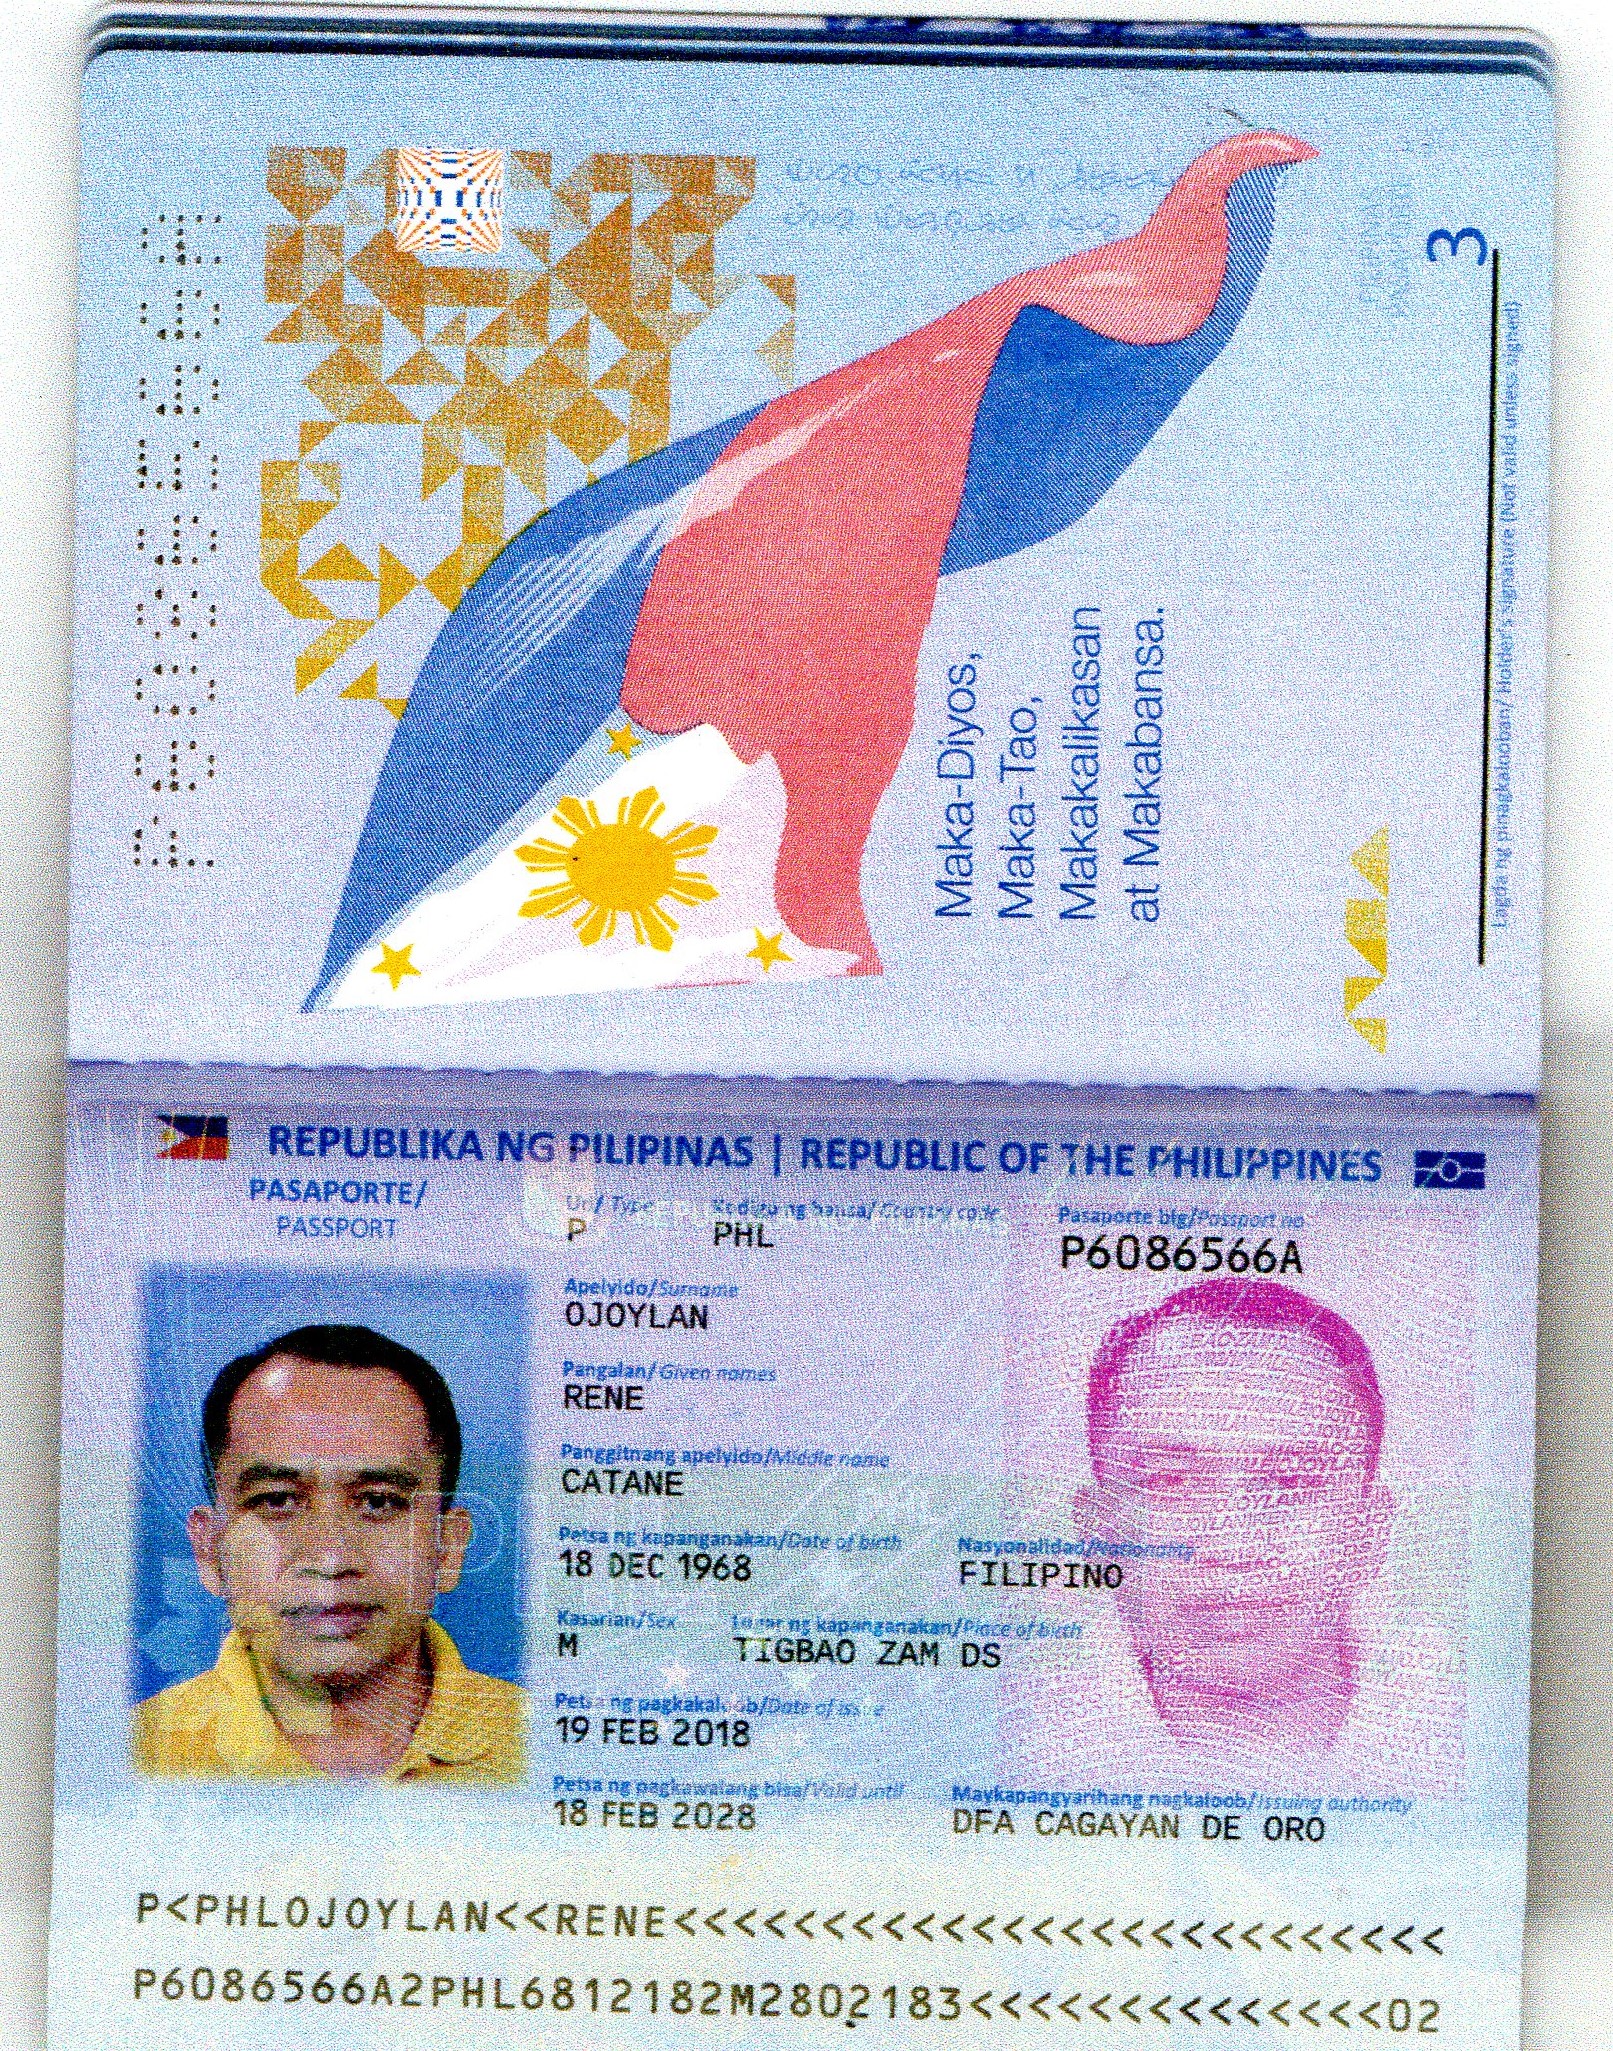 3
Lagda ng pinagkalooban/ Holder's signature (Not valid unless signed)
Maka-Diyos,
Maka-Tao,
Makakalikasan
at Makabansa.
P6086566A
REPUBLIKA NG PILIPINAS | REPUBLIC OF THE PHILIPPINES
PASAPORTE/
PASSPORT
Uri/ Type Kodigo ng bansa/Country code Pasaporte blg/Passport no
P PHL P6086566A
Apelyido/Surname
OJOYLAN
Pangalan/Given names
RENE
Panggitnang apelyido/Middle name
CATANE
Petsa ng kapanganakan/Date of birth Nasyonalidad/Nationality
18 DEC 1968 FILIPINO
Kasarian/Sex Lugar ng kapanganakan/Place of birth
M TIGBAO ZAM DS
Petsa ng pagkakaloob/Date of issue
19 FEB 2018
Petsa ng pagkawalang bisa/Valid until Maykapangyarihang nagkaloob/Issuing authority
18 FEB 2028 DFA CAGAYAN DE ORO
P<PHLOJOYLAN<<RENE<<<<<<<<<<<<<<<<<<<<<<<<<<
P6086566A2PHL6812182M2802183<<<<<<<<<<<<<<02